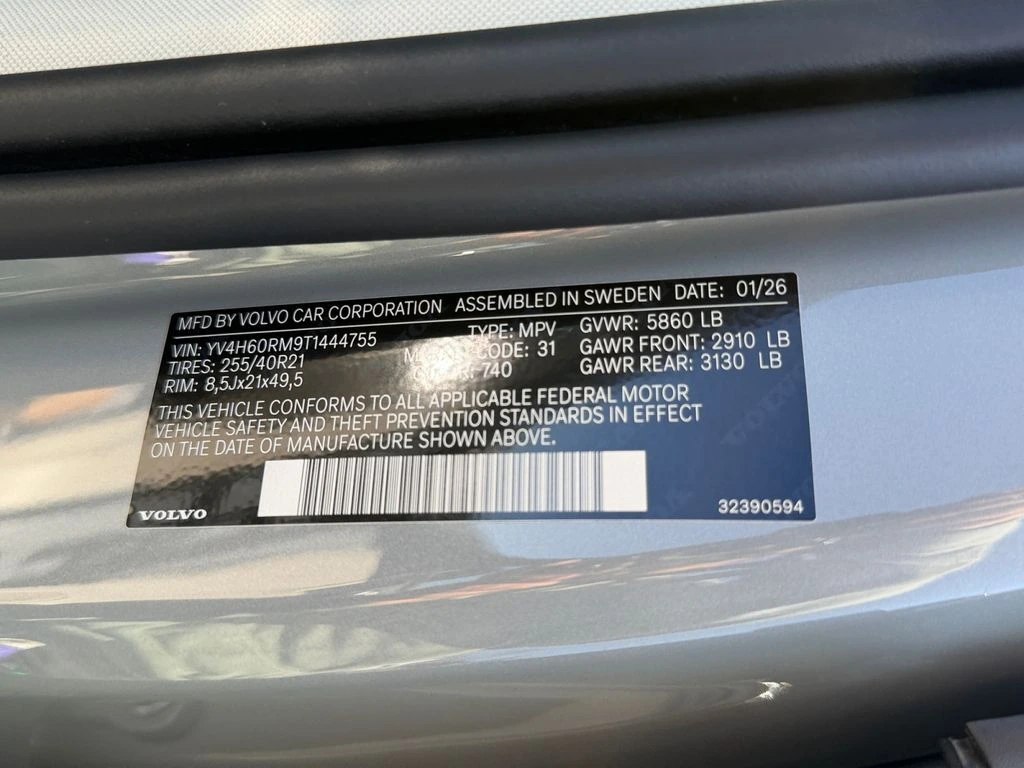 MFD BY VOLVO CAR CORPORATION ASSEMBLED IN SWEDEN DATE: 01/26
VIN: YV4H60RM9T1444755 TYPE: MPV GVWR: 5860 LB
TIRES: 255/40R21 CODE: 31 GAWR FRONT: 2910 LB
RIM: 8,5Jx21x49,5 740 GAWR REAR: 3130 LB
THIS VEHICLE CONFORMS TO ALL APPLICABLE FEDERAL MOTOR
VEHICLE SAFETY AND THEFT PREVENTION STANDARDS IN EFFECT
ON THE DATE OF MANUFACTURE SHOWN ABOVE.
VOLVO 32390594